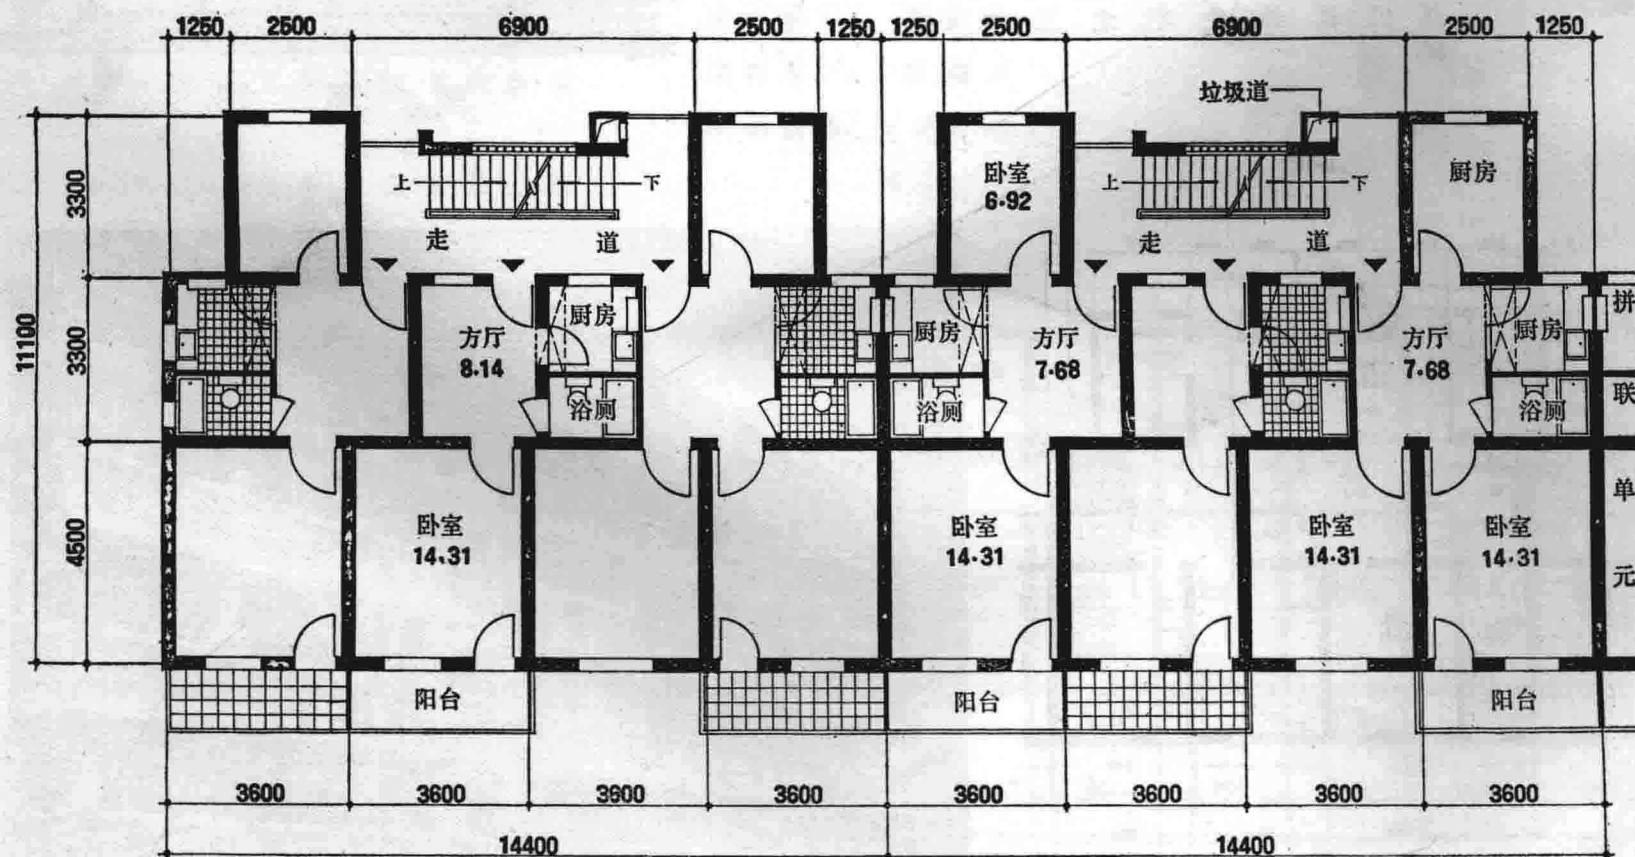 1250 2500 6900 2500 1250 1250 2500 6900 2500 1250
垃圾道
卧室
6.92
厨房
上 下 上 下
走 道 走 道
11100
3300
3300
4500
方厅
8.14
厨房
浴厕
厨房
浴厕
方厅
7.68
方厅
7.68
厨房
浴厕
拼
联
单
元
卧室
14.31
卧室
14.31
卧室
14.31
卧室
14.31
阳台 阳台 阳台
3600 3600 3600 3600 3600 3600 3600 3600
14400 14400